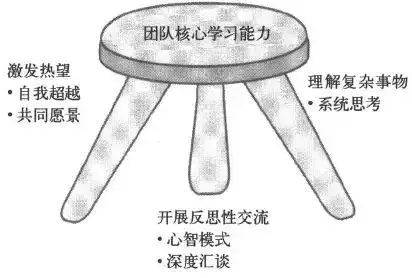 团队核心学习能力
激发热望
• 自我超越
• 共同愿景
理解复杂事物
• 系统思考
开展反思性交流
• 心智模式
• 深度汇谈